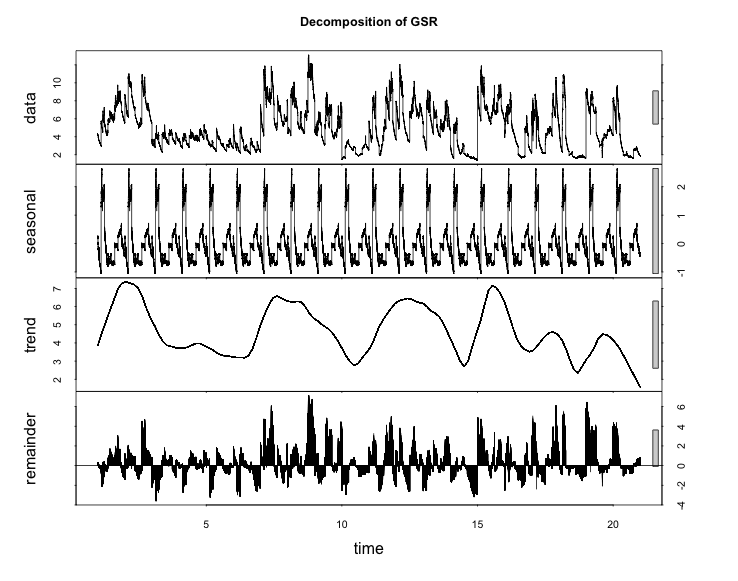 Decomposition of GSR
data
2 4 6 8 10
seasonal
-1 0 1 2
trend
2 3 4 5 6 7
remainder
-4 -2 0 2 4 6
5 10 15 20
time